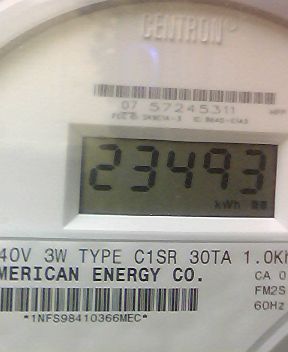 CENTRON®
07 57245311
23493
kWh
40V 3W TYPE C1SR 30TA 1.0Kh
MERICAN ENERGY CO.
CA 0
FM2S
60Hz
*1NFS98410366MEC*